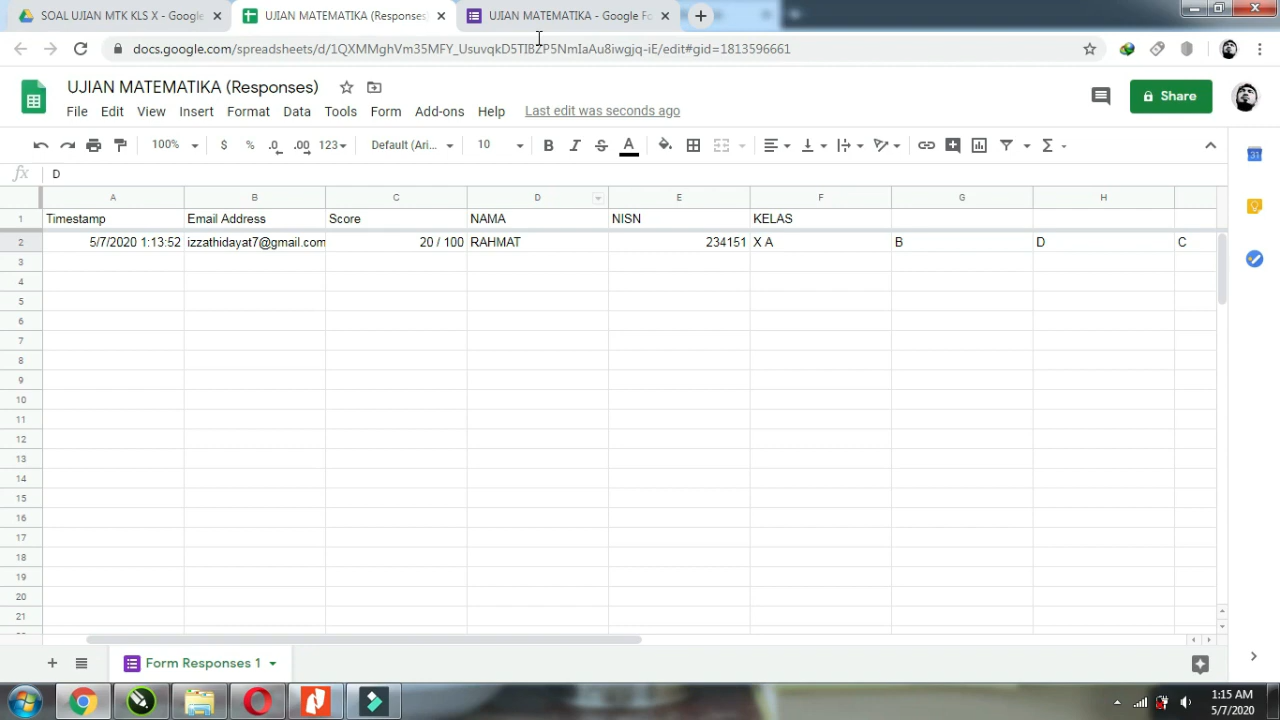 SOAL UJIAN MTK KLS X - Google
UJIAN MATEMATIKA (Responses
UJIAN MATEMATIKA - Google Fo
docs.google.com/spreadsheets/d/1QXMMghVm35MFY_UsuvqkD5TIBZP5NmIaAu8iwgjq-iE/edit#gid=1813596661
UJIAN MATEMATIKA (Responses)
File Edit View Insert Format Data Tools Form Add-ons Help Last edit was seconds ago
Share
100% $ % .0 .00 123 Default (Ari... 10 B I S A
31
fx D
A B C D E F G H
1 Timestamp Email Address Score NAMA NISN KELAS
2 5/7/2020 1:13:52 izzathidayat7@gmail.com 20 / 100 RAHMAT 234151 X A B D C
3
4
5
6
7
8
9
10
11
12
13
14
15
16
17
18
19
20
21
Form Responses 1
1:15 AM
5/7/2020